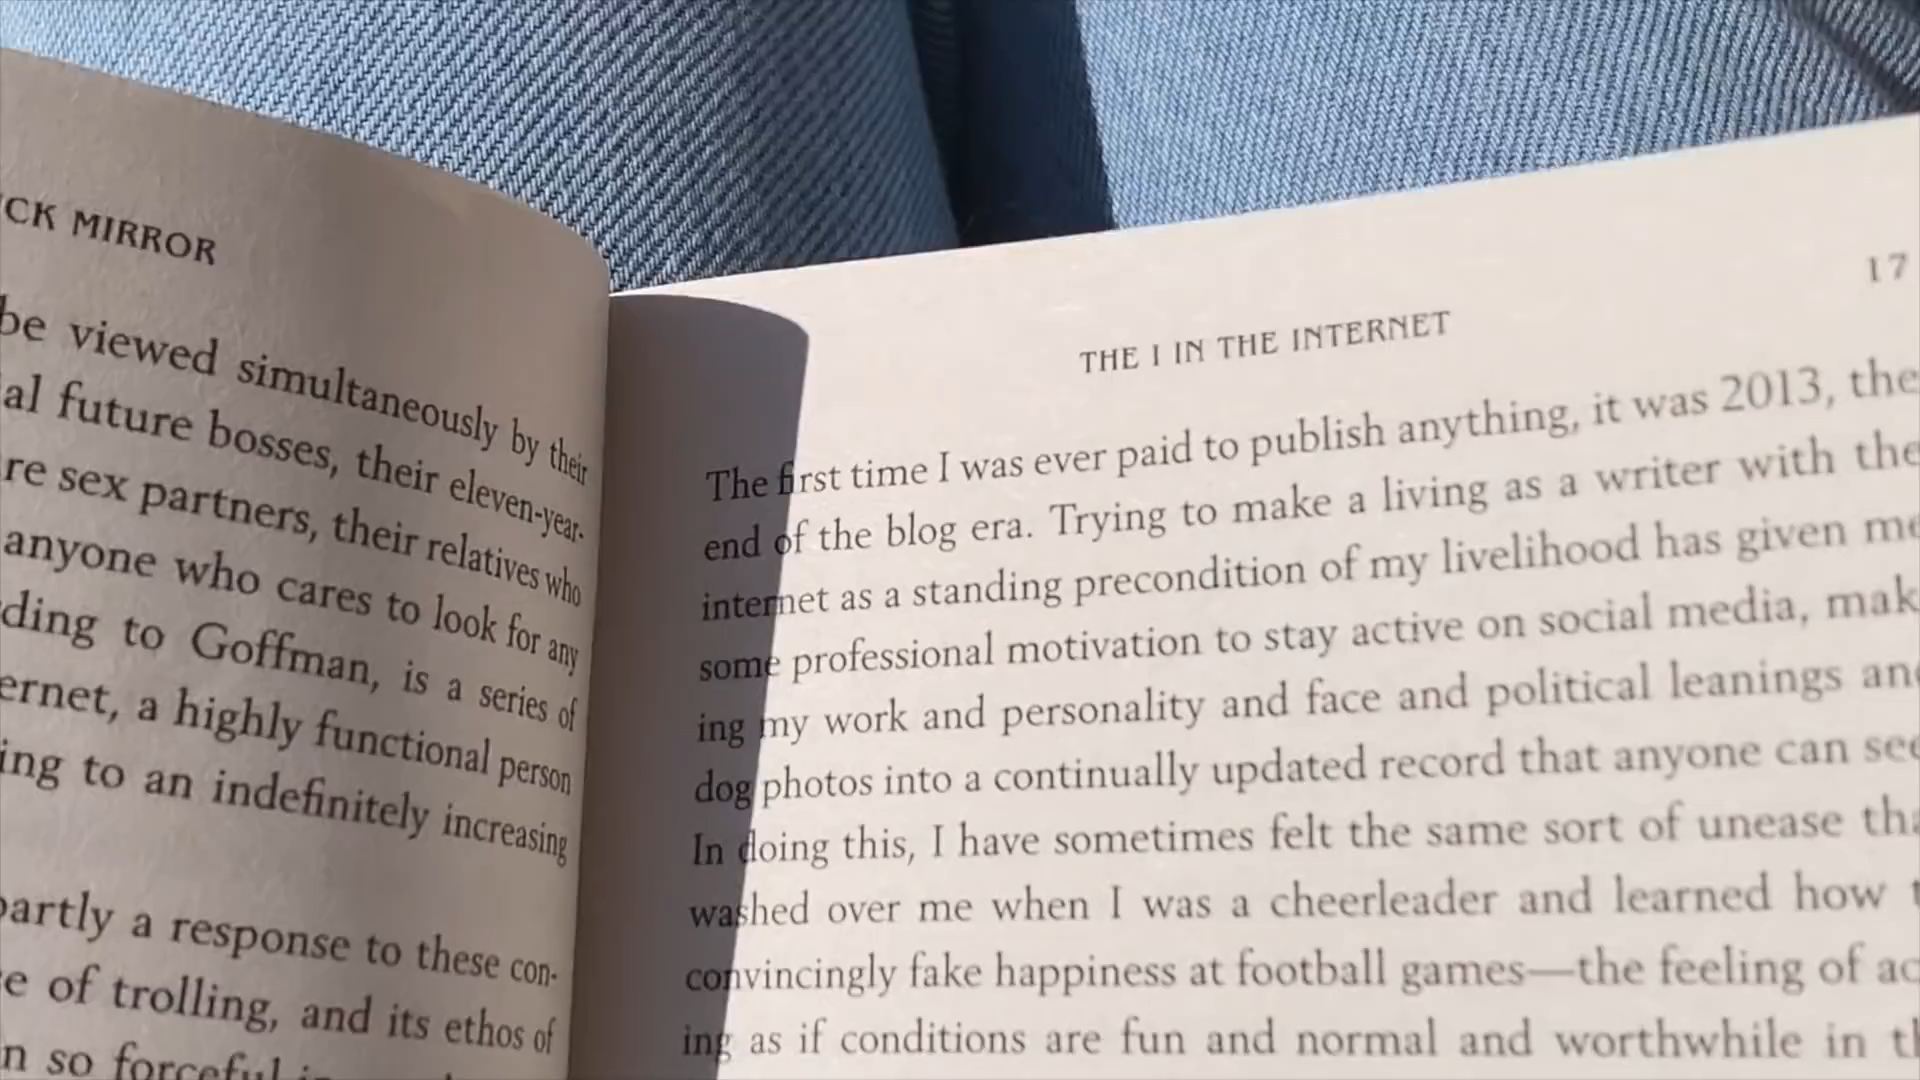 MIRROR
be viewed simultaneously by their
future bosses, their eleven-year-
sex partners, their relatives who
anyone who cares to look for any
to Goffman, is a series of
a highly functional person
to an indefinitely increasing
partly a response to these con-
of trolling, and its ethos of
so forceful
17
THE I IN THE INTERNET
The first time I was ever paid to publish anything, it was 2013, the
end of the blog era. Trying to make a living as a writer with the
internet as a standing precondition of my livelihood has given me
some professional motivation to stay active on social media, mak
ing my work and personality and face and political leanings and
dog photos into a continually updated record that anyone can see
In doing this, I have sometimes felt the same sort of unease that
washed over me when I was a cheerleader and learned how
convincingly fake happiness at football games—the feeling of ac
ing as if conditions are fun and normal and worthwhile in